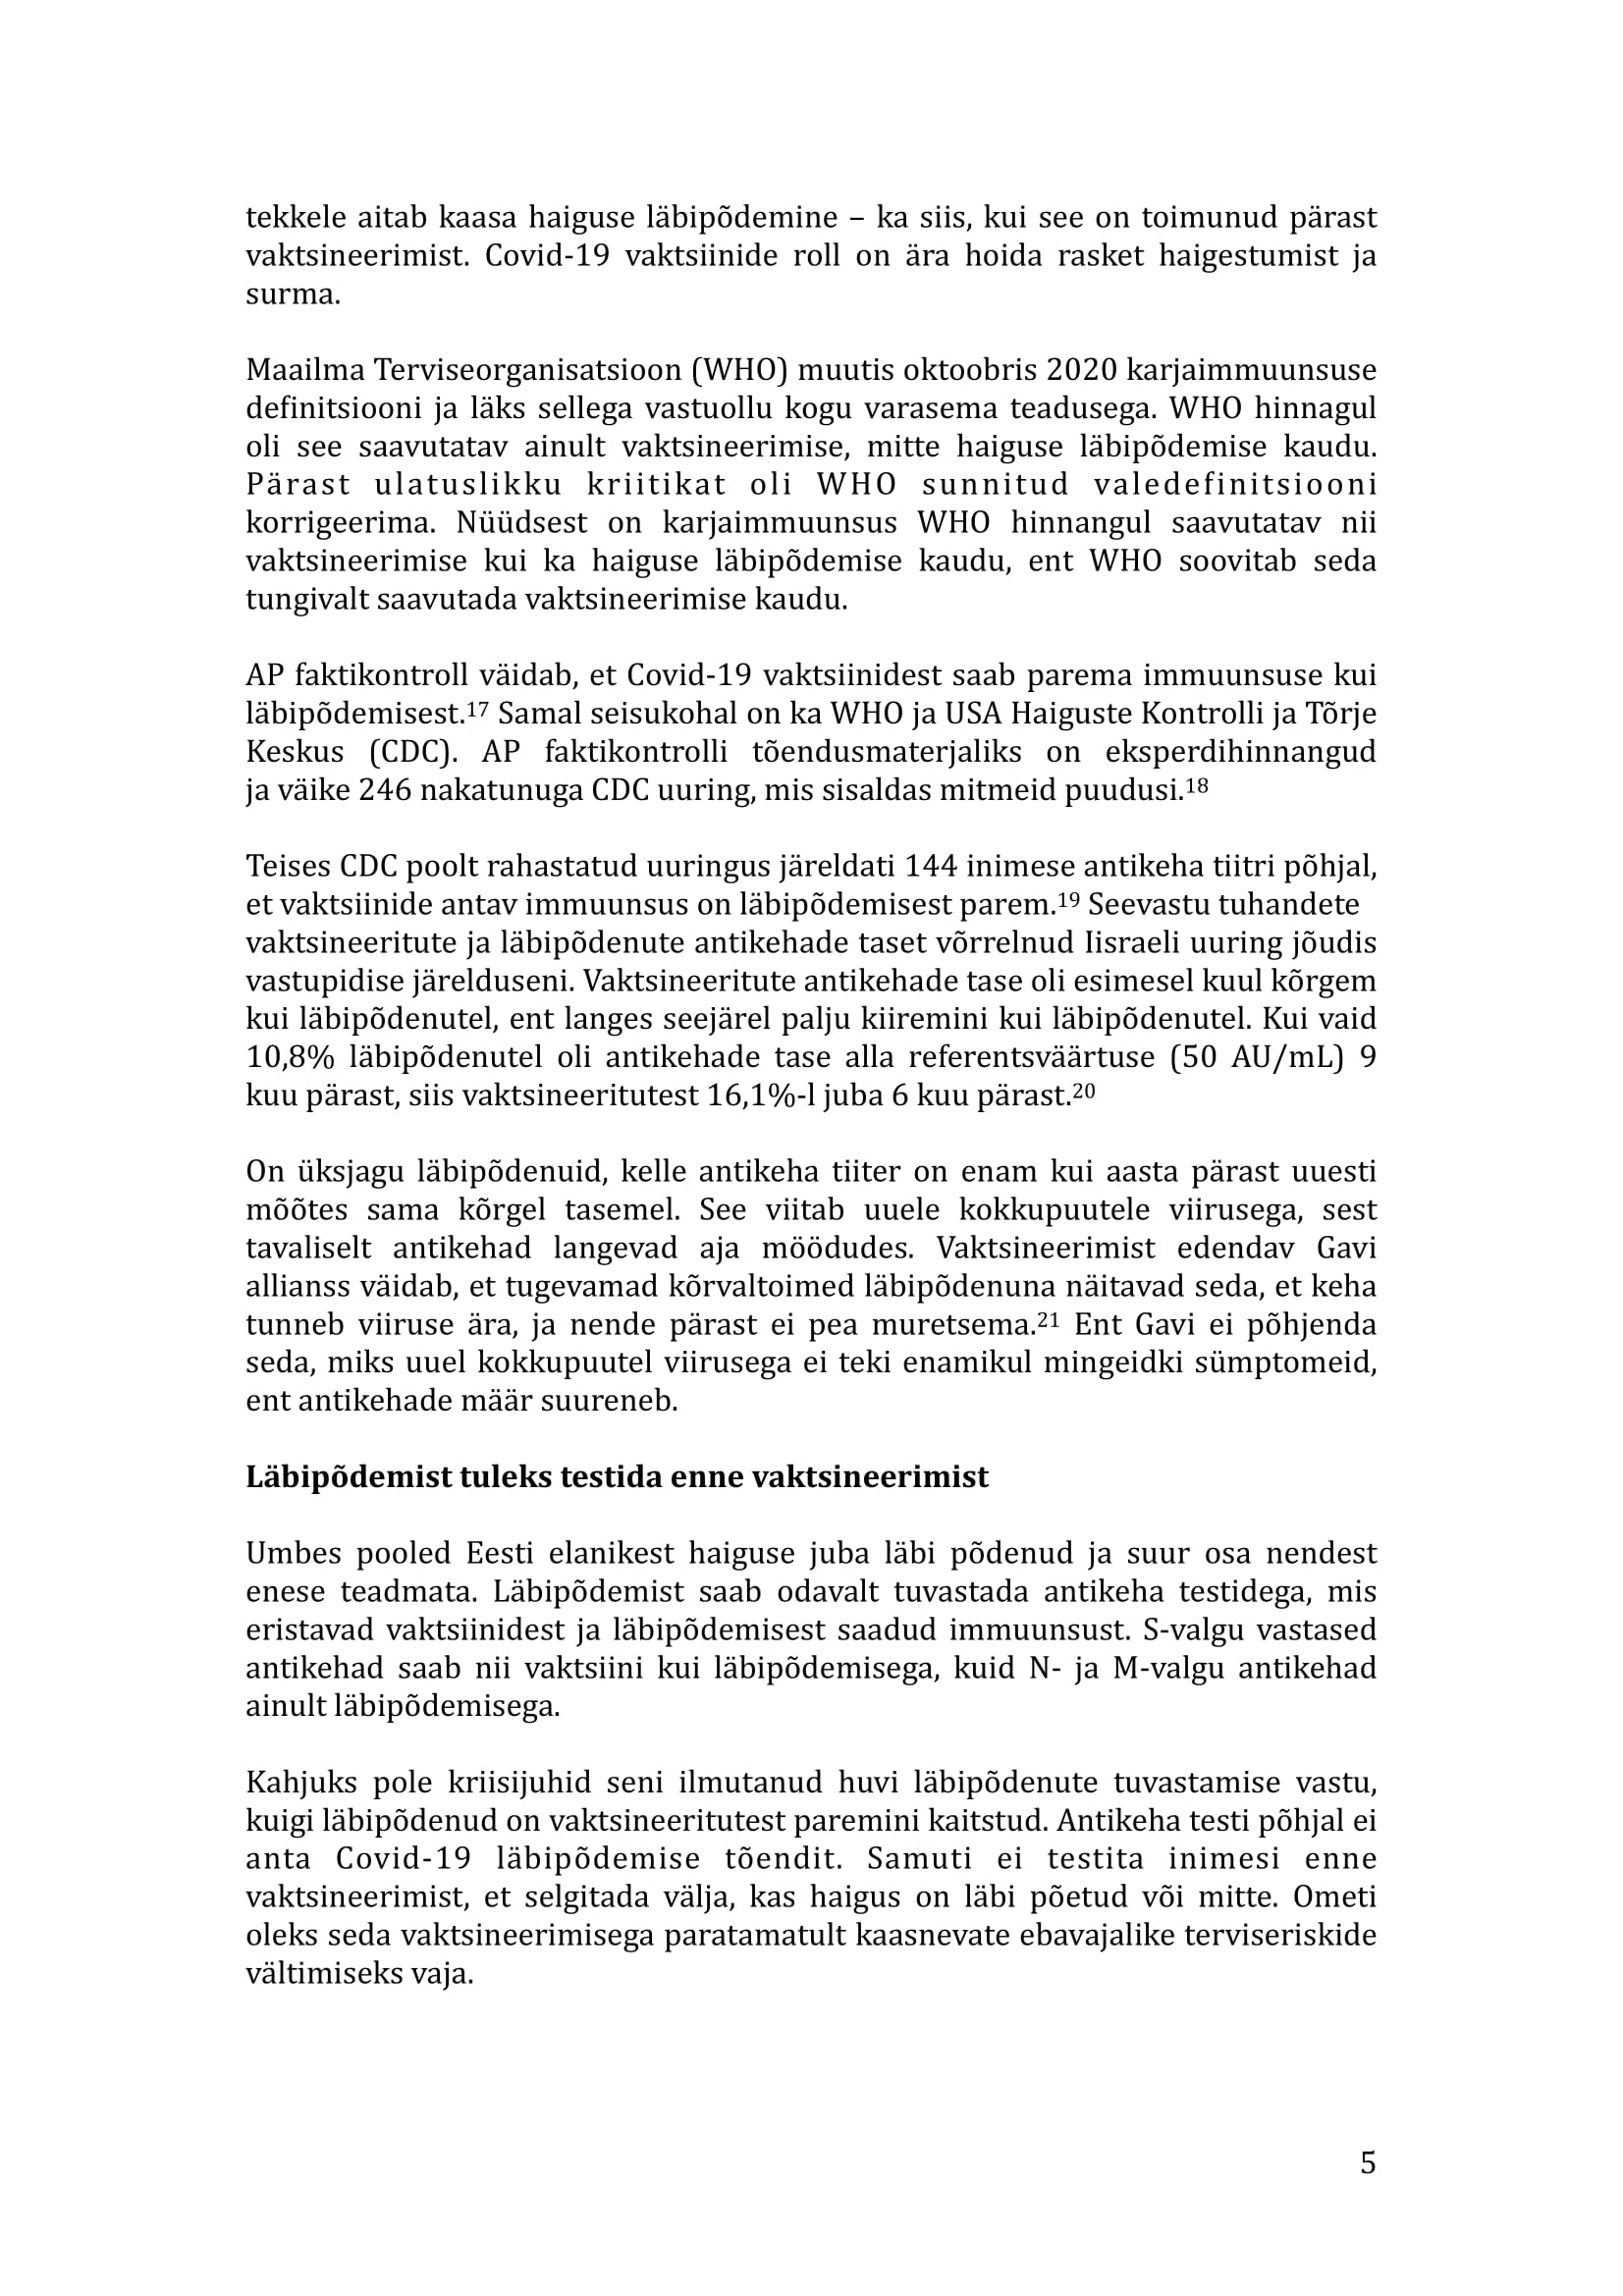 tekkele aitab kaasa haiguse läbipõdemine – ka siis, kui see on toimunud pärast
vaktsineerimist. Covid-19 vaktsiinide roll on ära hoida rasket haigestumist ja
surma.
Maailma Terviseorganisatsioon (WHO) muutis oktoobris 2020 karjaimmuunsuse
definitsiooni ja läks sellega vastuollu kogu varasema teadusega. WHO hinnagul
oli see saavutatav ainult vaktsineerimise, mitte haiguse läbipõdemise kaudu.
Pärast ulatuslikku kriitikat oli WHO sunnitud valedefinitsiooni
korrigeerima. Nüüdsest on karjaimmuunsus WHO hinnangul saavutatav nii
vaktsineerimise kui ka haiguse läbipõdemise kaudu, ent WHO soovitab seda
tungivalt saavutada vaktsineerimise kaudu.
AP faktikontroll väidab, et Covid-19 vaktsiinidest saab parema immuunsuse kui
läbipõdemisest.17 Samal seisukohal on ka WHO ja USA Haiguste Kontrolli ja Tõrje
Keskus (CDC). AP faktikontrolli tõendusmaterjaliks on eksperdihinnangud
ja väike 246 nakatunuga CDC uuring, mis sisaldas mitmeid puudusi.18
Teises CDC poolt rahastatud uuringus järeldati 144 inimese antikeha tiitri põhjal,
et vaktsiinide antav immuunsus on läbipõdemisest parem.19 Seevastu tuhandete
vaktsineeritute ja läbipõdenute antikehade taset võrrelnud Iisraeli uuring jõudis
vastupidise järelduseni. Vaktsineeritute antikehade tase oli esimesel kuul kõrgem
kui läbipõdenutel, ent langes seejärel palju kiiremini kui läbipõdenutel. Kui vaid
10,8% läbipõdenutel oli antikehade tase alla referentsväärtuse (50 AU/mL) 9
kuu pärast, siis vaktsineeritutest 16,1%-l juba 6 kuu pärast.20
On üksjagu läbipõdenuid, kelle antikeha tiiter on enam kui aasta pärast uuesti
mõõtes sama kõrgel tasemel. See viitab uuele kokkupuutele viirusega, sest
tavaliselt antikehad langevad aja möödudes. Vaktsineerimist edendav Gavi
allianss väidab, et tugevamad kõrvaltoimed läbipõdenuna näitavad seda, et keha
tunneb viiruse ära, ja nende pärast ei pea muretsema.21 Ent Gavi ei põhjenda
seda, miks uuel kokkupuutel viirusega ei teki enamikul mingeidki sümptomeid,
ent antikehade määr suureneb.
Läbipõdemist tuleks testida enne vaktsineerimist
Umbes pooled Eesti elanikest haiguse juba läbi põdenud ja suur osa nendest
enese teadmata. Läbipõdemist saab odavalt tuvastada antikeha testidega, mis
eristavad vaktsiinidest ja läbipõdemisest saadud immuunsust. S-valgu vastased
antikehad saab nii vaktsiini kui läbipõdemisega, kuid N- ja M-valgu antikehad
ainult läbipõdemisega.
Kahjuks pole kriisijuhid seni ilmutanud huvi läbipõdenute tuvastamise vastu,
kuigi läbipõdenud on vaktsineeritutest paremini kaitstud. Antikeha testi põhjal ei
anta Covid-19 läbipõdemise tõendit. Samuti ei testita inimesi enne
vaktsineerimist, et selgitada välja, kas haigus on läbi põetud või mitte. Ometi
oleks seda vaktsineerimisega paratamatult kaasnevate ebavajalike terviseriskide
vältimiseks vaja.
5